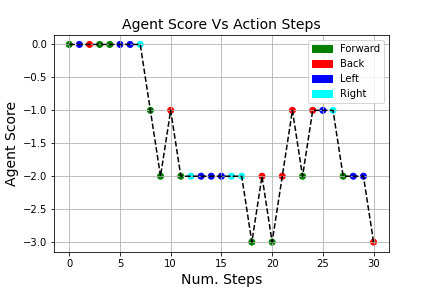 Agent Score Vs Action Steps
Agent Score
0.0
−0.5
−1.0
−1.5
−2.0
−2.5
−3.0
Forward
Back
Left
Right
0 5 10 15 20 25 30
Num. Steps